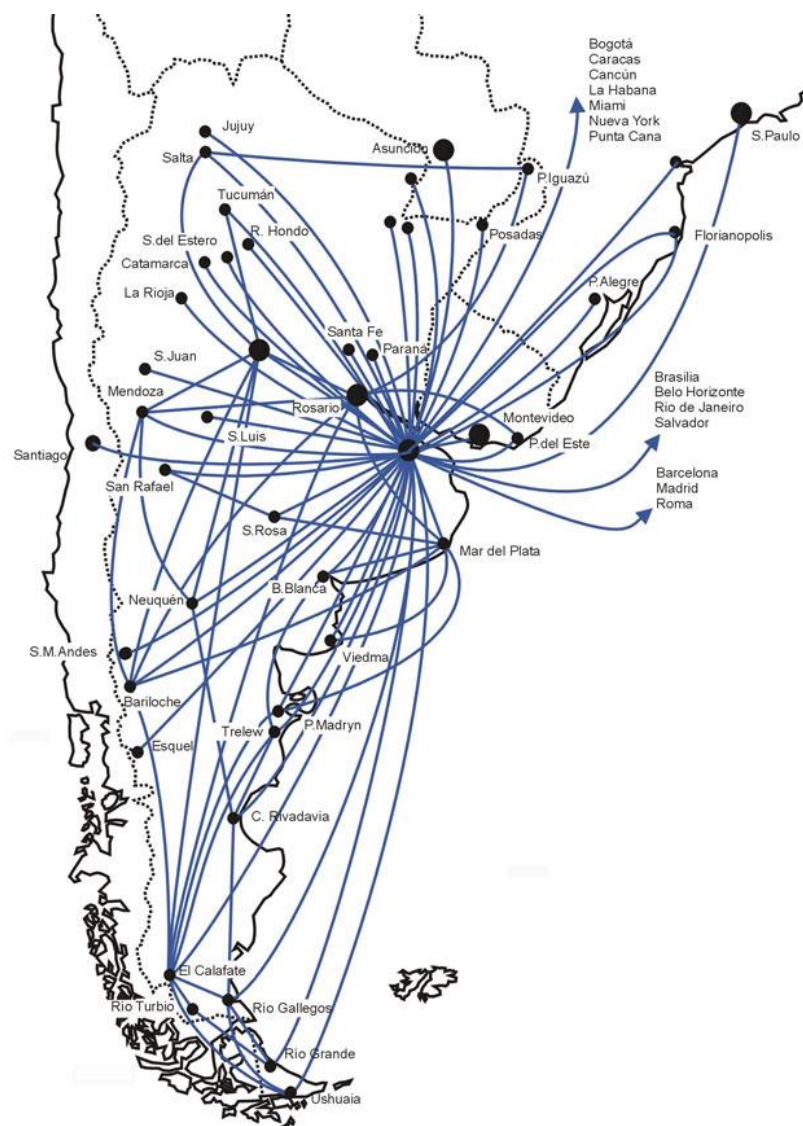 Bogotá
Caracas
Cancún
La Habana
Miami
Nueva York
Punta Cana
S.Paulo
Jujuy
Asunción
Salta
P.Iguazú
Tucumán
R. Hondo
S.del Estero
Posadas
Florianopolis
Catamarca
P.Alegre
La Rioja
Santa Fe
Paraná
S.Juan
Brasilia
Belo Horizonte
Rio de Janeiro
Salvador
Mendoza
Rosario
Montevideo
S.Luis
P.del Este
Santiago
San Rafael
Barcelona
Madrid
Roma
S.Rosa
Mar del Plata
B.Blanca
Neuquén
S.M.Andes
Viedma
Bariloche
P.Madryn
Trelew
Esquel
C. Rivadavia
El Calafate
Rio Turbio
Rio Gallegos
Rio Grande
Ushuaia